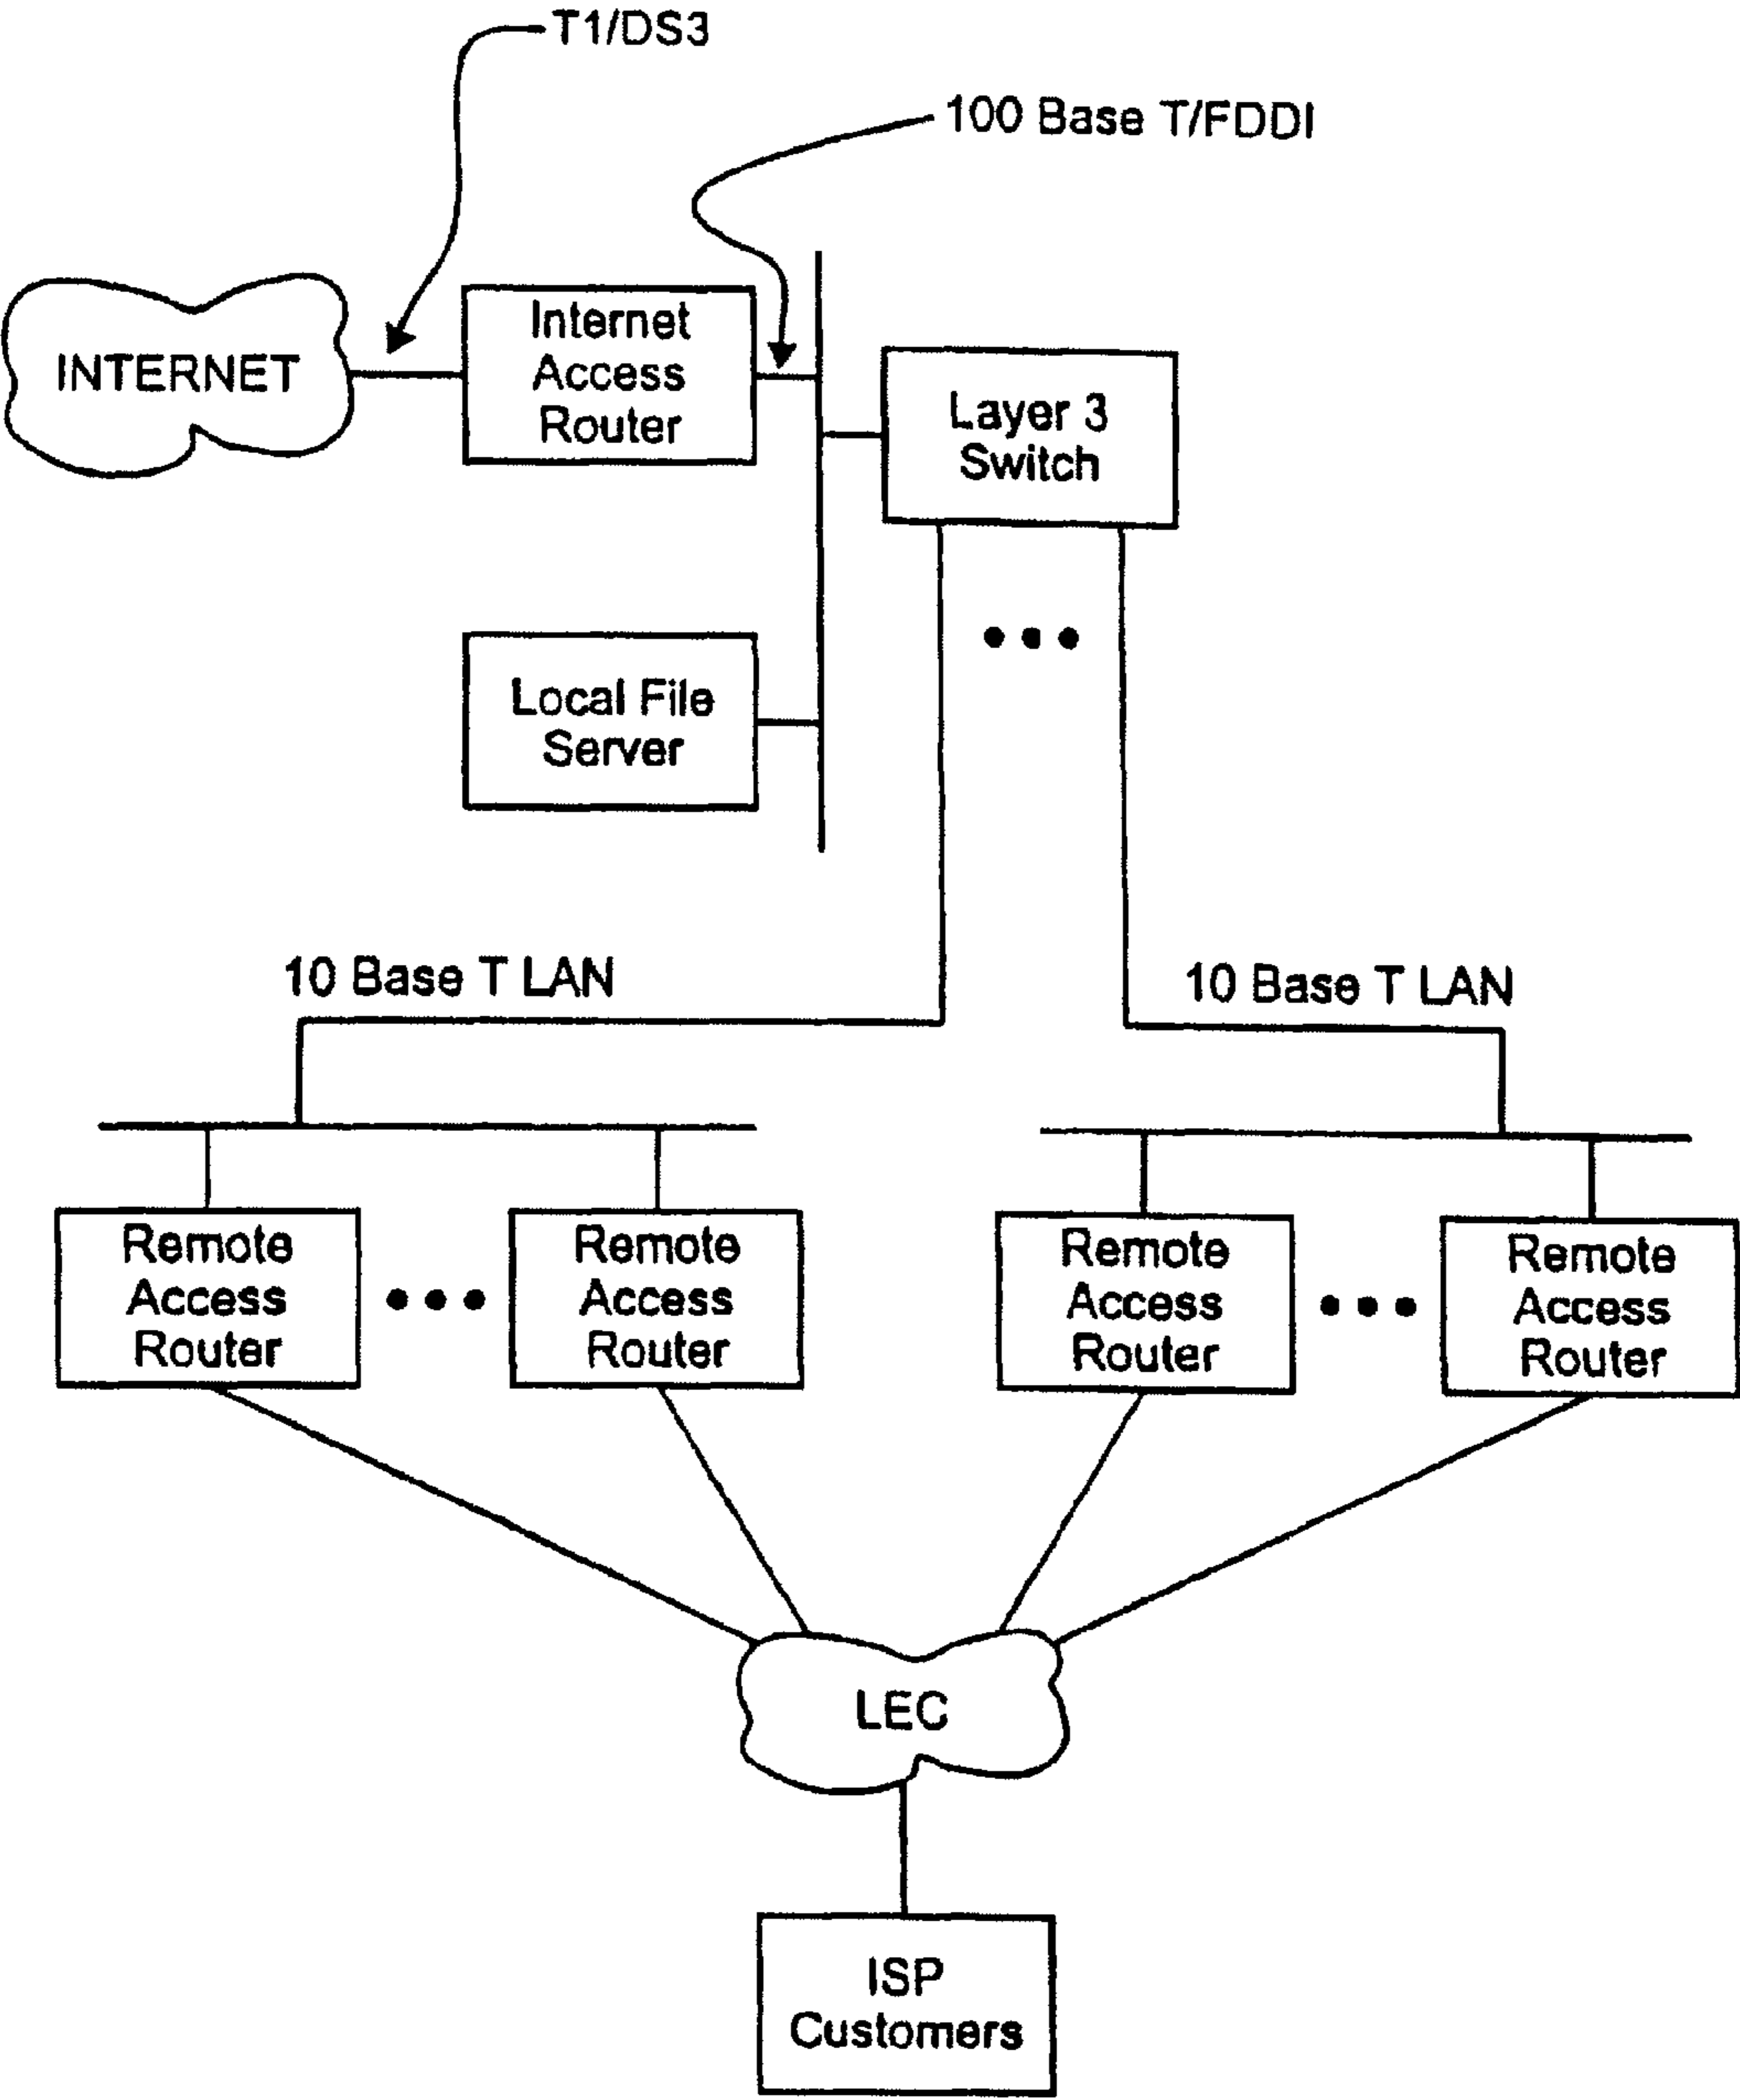 T1/DS3
100 Base T/FDDI
INTERNET
Internet
Access
Router
Layer 3
Switch
Local File
Server
10 Base T LAN
10 Base T LAN
Remote
Access
Router
Remote
Access
Router
Remote
Access
Router
Remote
Access
Router
LEC
ISP
Customers